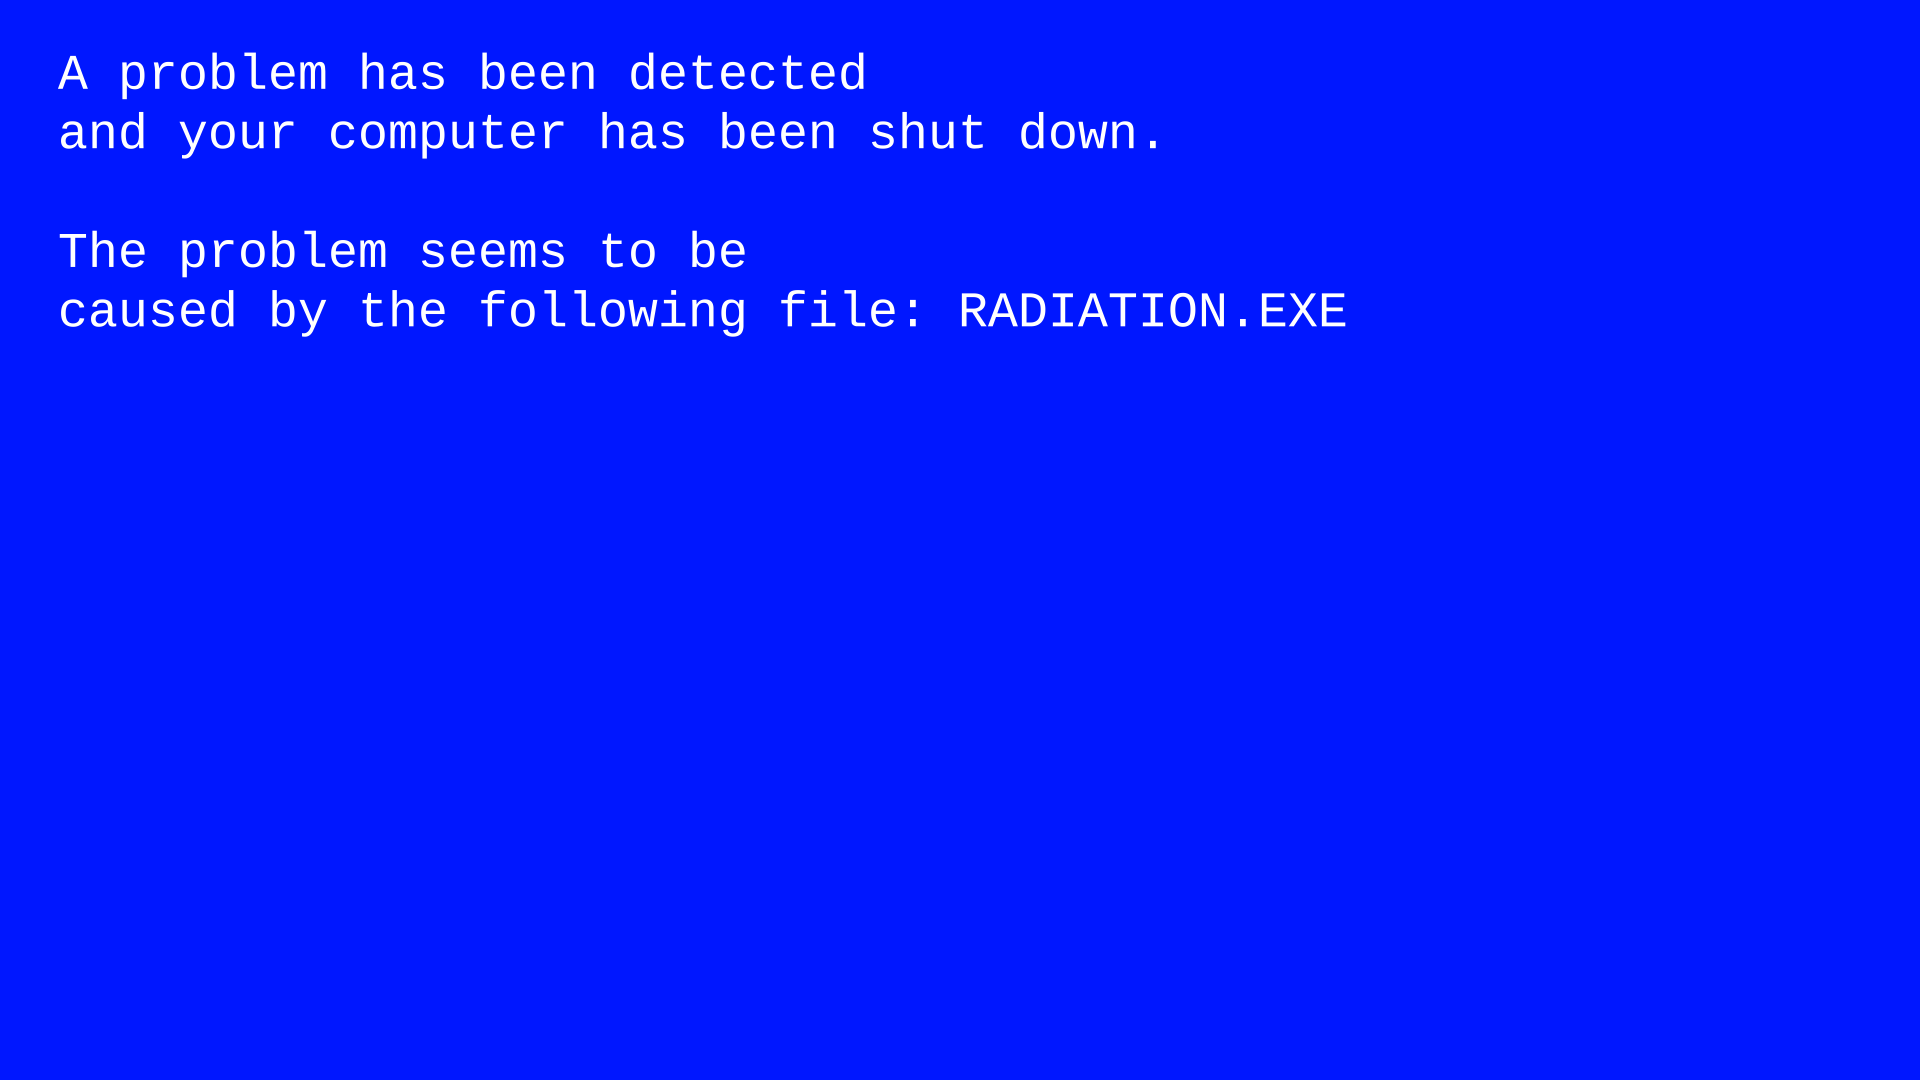 A problem has been detected
and your computer has been shut down.
The problem seems to be
caused by the following file: RADIATION.EXE